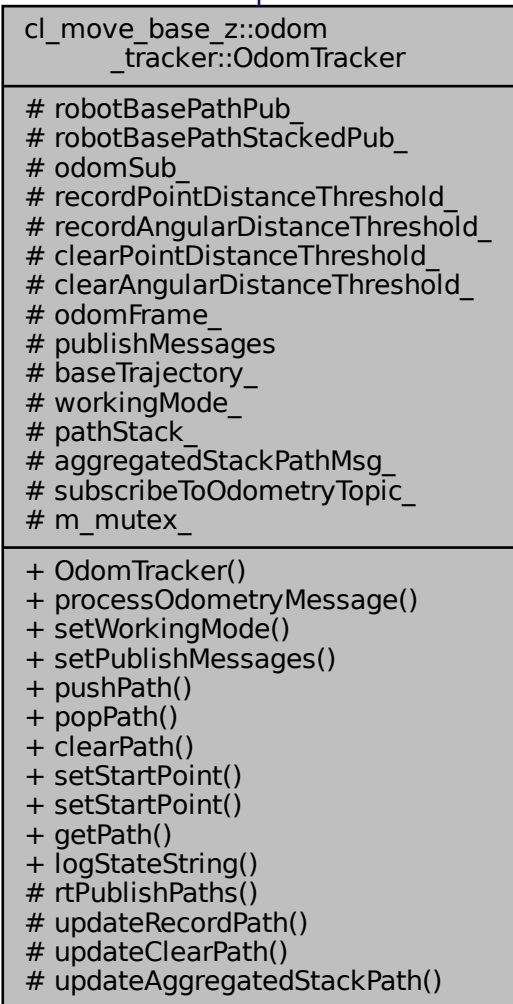 cl_move_base_z::odom
_tracker::OdomTracker
# robotBasePathPub_
# robotBasePathStackedPub_
# odomSub_
# recordPointDistanceThreshold_
# recordAngularDistanceThreshold_
# clearPointDistanceThreshold_
# clearAngularDistanceThreshold_
# odomFrame_
# publishMessages
# baseTrajectory_
# workingMode_
# pathStack_
# aggregatedStackPathMsg_
# subscribeToOdometryTopic_
# m_mutex_
+ OdomTracker()
+ processOdometryMessage()
+ setWorkingMode()
+ setPublishMessages()
+ pushPath()
+ popPath()
+ clearPath()
+ setStartPoint()
+ setStartPoint()
+ getPath()
+ logStateString()
# rtPublishPaths()
# updateRecordPath()
# updateClearPath()
# updateAggregatedStackPath()